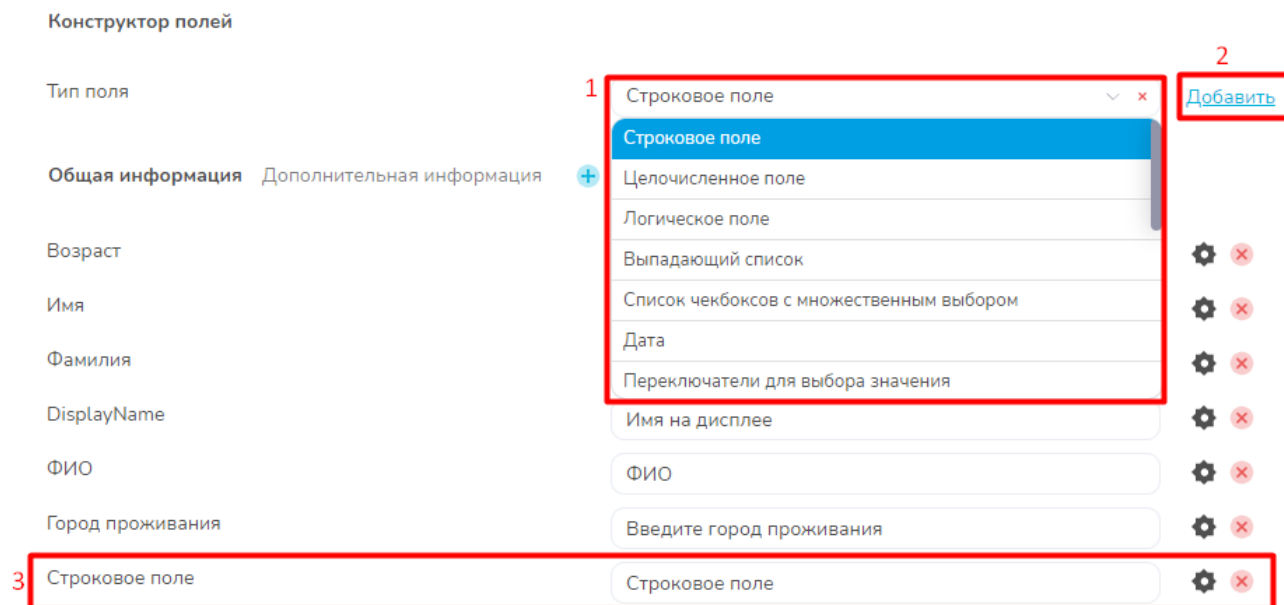 Конструктор полей
2
Тип поля
1
Строковое поле
Добавить
Строковое поле
Общая информация Дополнительная информация
Целочисленное поле
Логическое поле
Возраст
Выпадающий список
Имя
Список чекбоксов с множественным выбором
Дата
Фамилия
Переключатели для выбора значения
DisplayName
Имя на дисплее
ФИО
ФИО
Город проживания
Введите город проживания
3
Строковое поле
Строковое поле